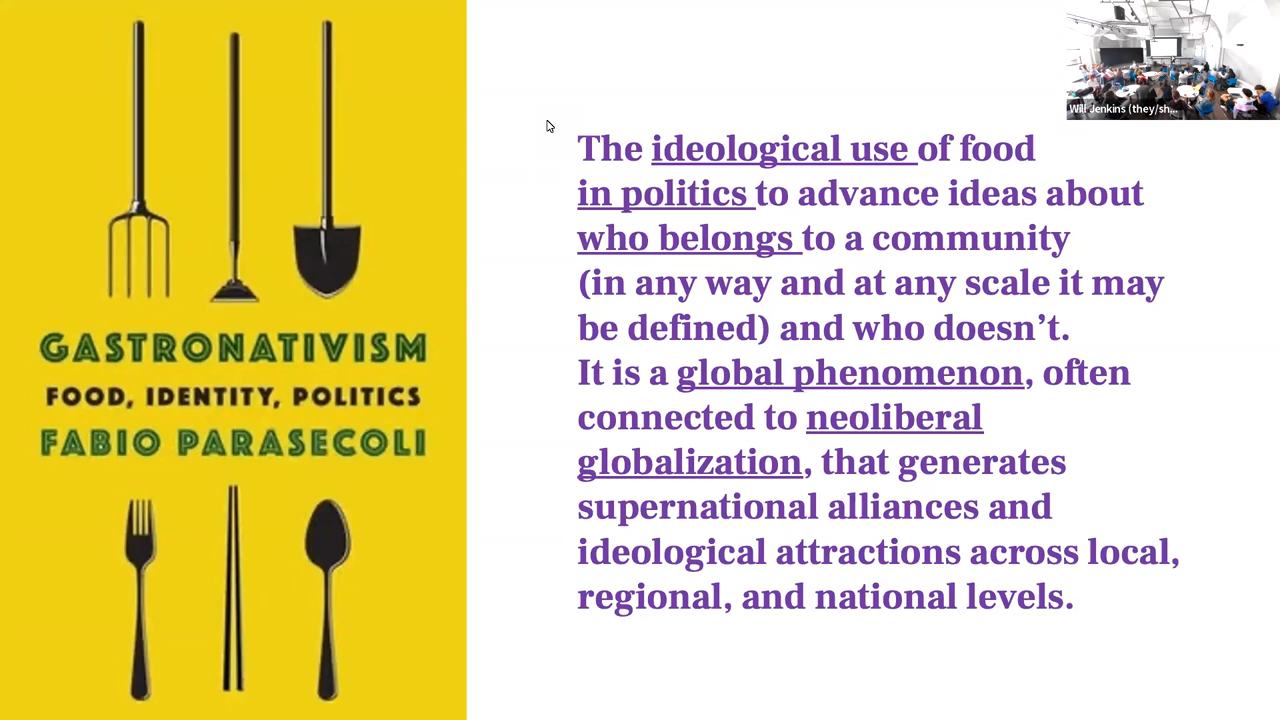 GASTRONATIVISM
FOOD, IDENTITY, POLITICS
FABIO PARASECOLI
The ideological use of food
in politics to advance ideas about
who belongs to a community
(in any way and at any scale it may
be defined) and who doesn’t.
It is a global phenomenon, often
connected to neoliberal
globalization, that generates
supernational alliances and
ideological attractions across local,
regional, and national levels.
Will Jenkins (they/sh...